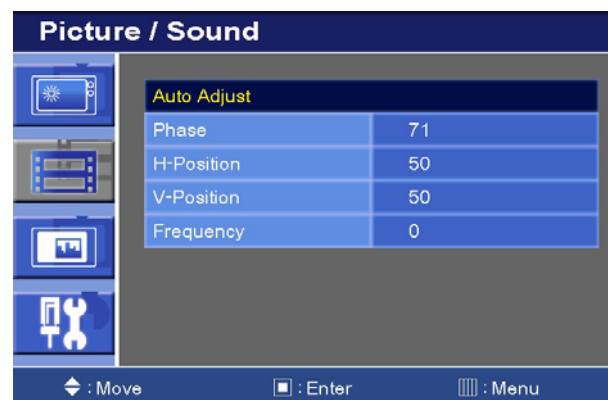 Picture / Sound
Auto Adjust
Phase 71
H-Position 50
V-Position 50
Frequency 0
: Move : Enter : Menu